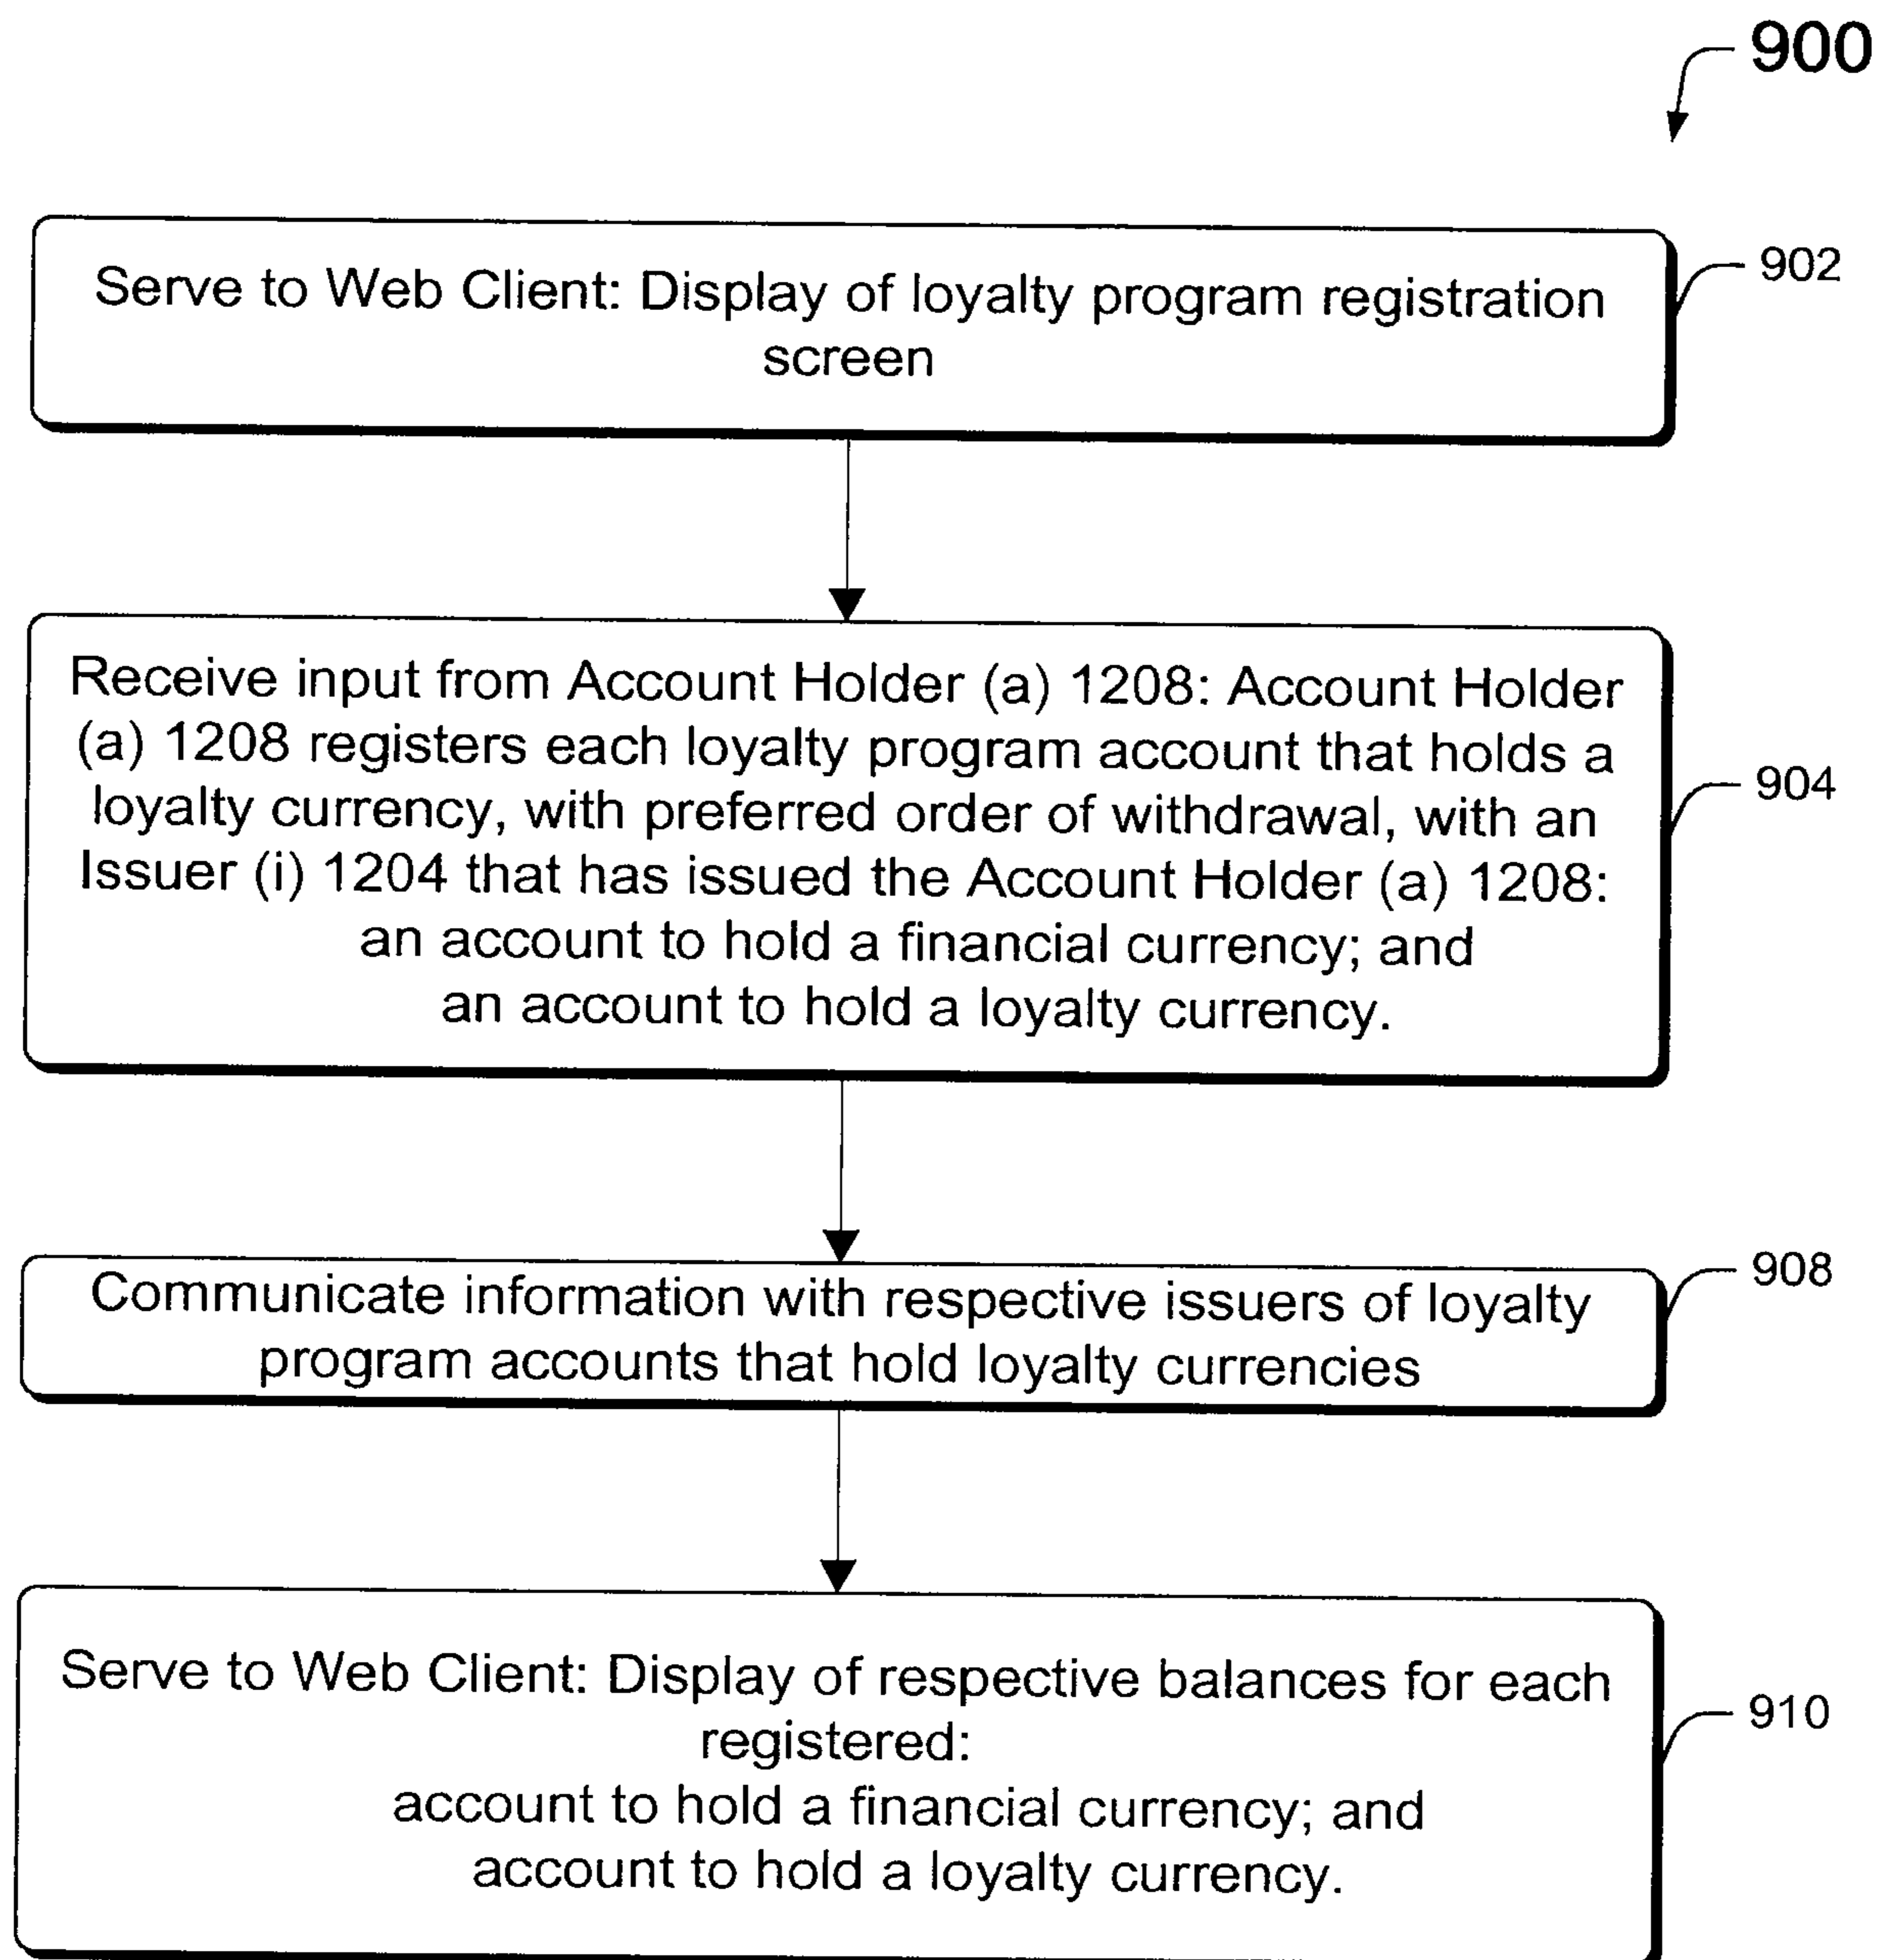 900
Serve to Web Client: Display of loyalty program registration
screen
902
Receive input from Account Holder (a) 1208: Account Holder
(a) 1208 registers each loyalty program account that holds a
loyalty currency, with preferred order of withdrawal, with an
Issuer (i) 1204 that has issued the Account Holder (a) 1208:
an account to hold a financial currency; and
an account to hold a loyalty currency.
904
Communicate information with respective issuers of loyalty
program accounts that hold loyalty currencies
908
Serve to Web Client: Display of respective balances for each
registered:
account to hold a financial currency; and
account to hold a loyalty currency.
910